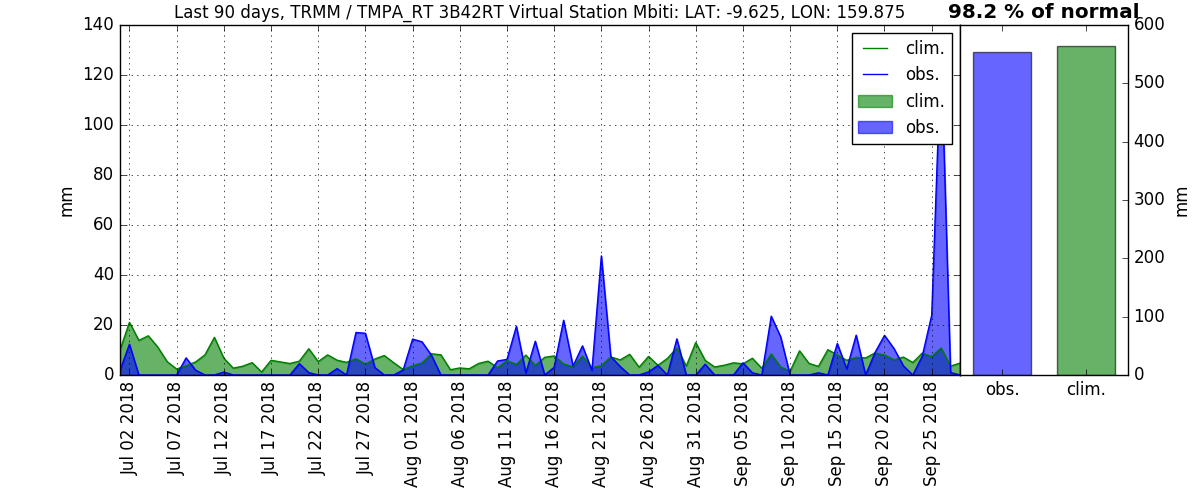 Last 90 days, TRMM / TMPA_RT 3B42RT Virtual Station Mbiti: LAT: -9.625, LON: 159.875
98.2 % of normal
140
120
100
80
60
40
20
0
mm
clim.
obs.
clim.
obs.
600
500
400
300
200
100
0
mm
obs.
clim.
Jul 02 2018
Jul 07 2018
Jul 12 2018
Jul 17 2018
Jul 22 2018
Jul 27 2018
Aug 01 2018
Aug 06 2018
Aug 11 2018
Aug 16 2018
Aug 21 2018
Aug 26 2018
Aug 31 2018
Sep 05 2018
Sep 10 2018
Sep 15 2018
Sep 20 2018
Sep 25 2018